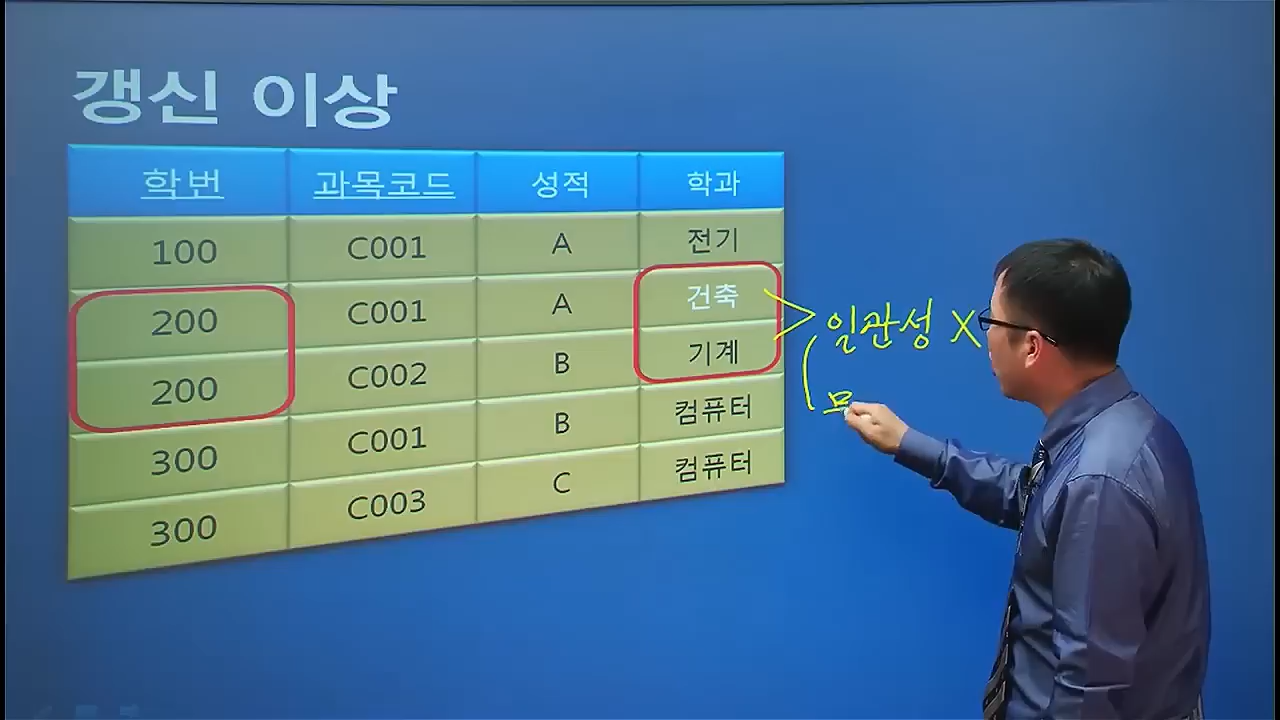 갱신 이상
학번 과목코드 성적 학과
100 C001 A 전기
200 C001 A 건축
200 C002 B 기계
300 C001 B 컴퓨터
300 C003 C 컴퓨터
일관성 X
모